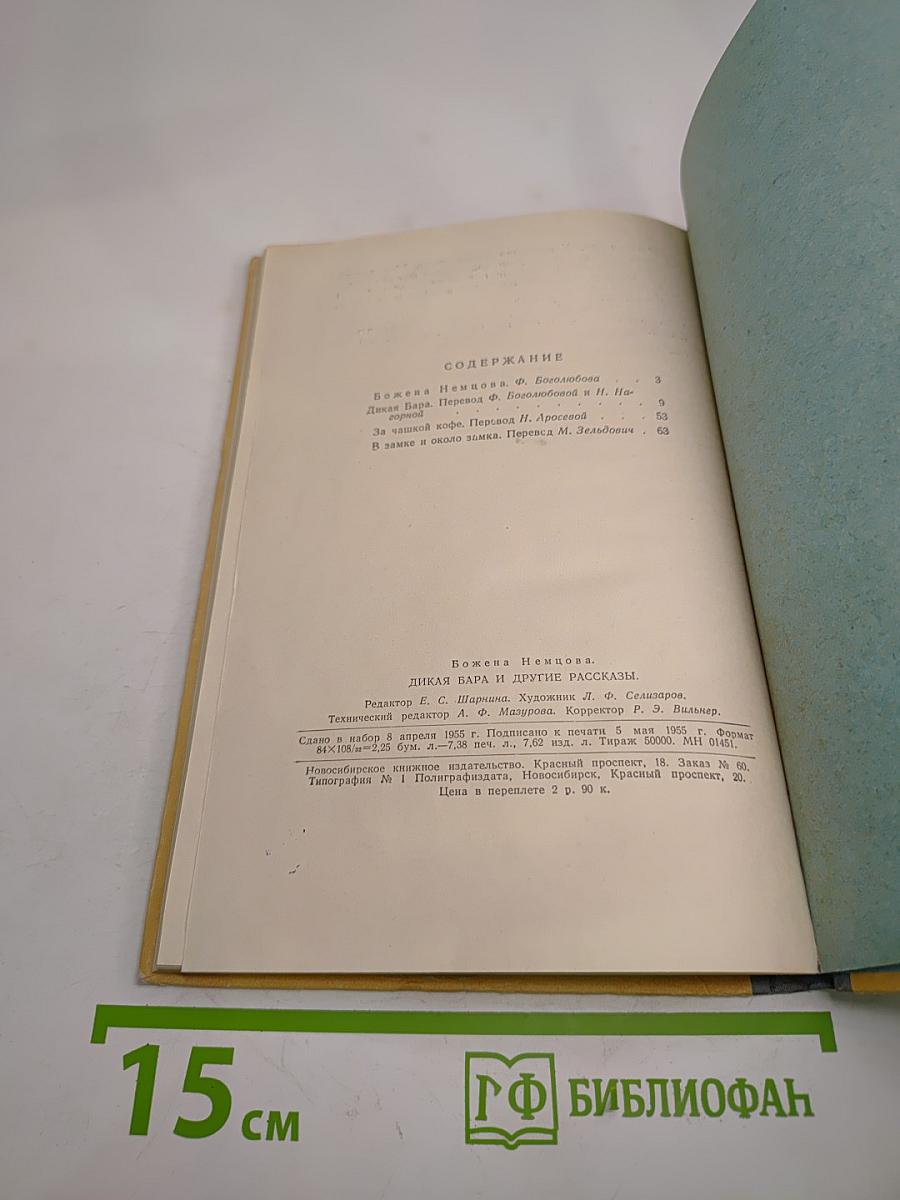 СОДЕРЖАНИЕ
Божена Немцова. Ф. Боголюбова . . 3
Дикая Бара. Перевод Ф. Боголюбовой и Н. На-
горной . . . . . . . . . . 9
За чашкой кофе. Перевод Н. Аросевой . . . 53
В замке и около замка. Перевод М. Зельдович . 63
Божена Немцова.
ДИКАЯ БАРА И ДРУГИЕ РАССКАЗЫ.
Редактор Е. С. Шарнина. Художник Л. Ф. Селизаров.
Технический редактор А. Ф. Мазурова. Корректор Р. Э. Вильнер.
Сдано в набор 8 апреля 1955 г. Подписано к печати 5 мая 1955 г. Формат
84×108/32=2,25 бум. л.—7,38 печ. л., 7,62 изд. л. Тираж 50000. МН 01451.
Новосибирское книжное издательство. Красный проспект, 18. Заказ № 60.
Типография № 1 Полиграфиздата, Новосибирск, Красный проспект, 20.
Цена в переплете 2 р. 90 к.
15 см
БФ БИБЛИОФАН